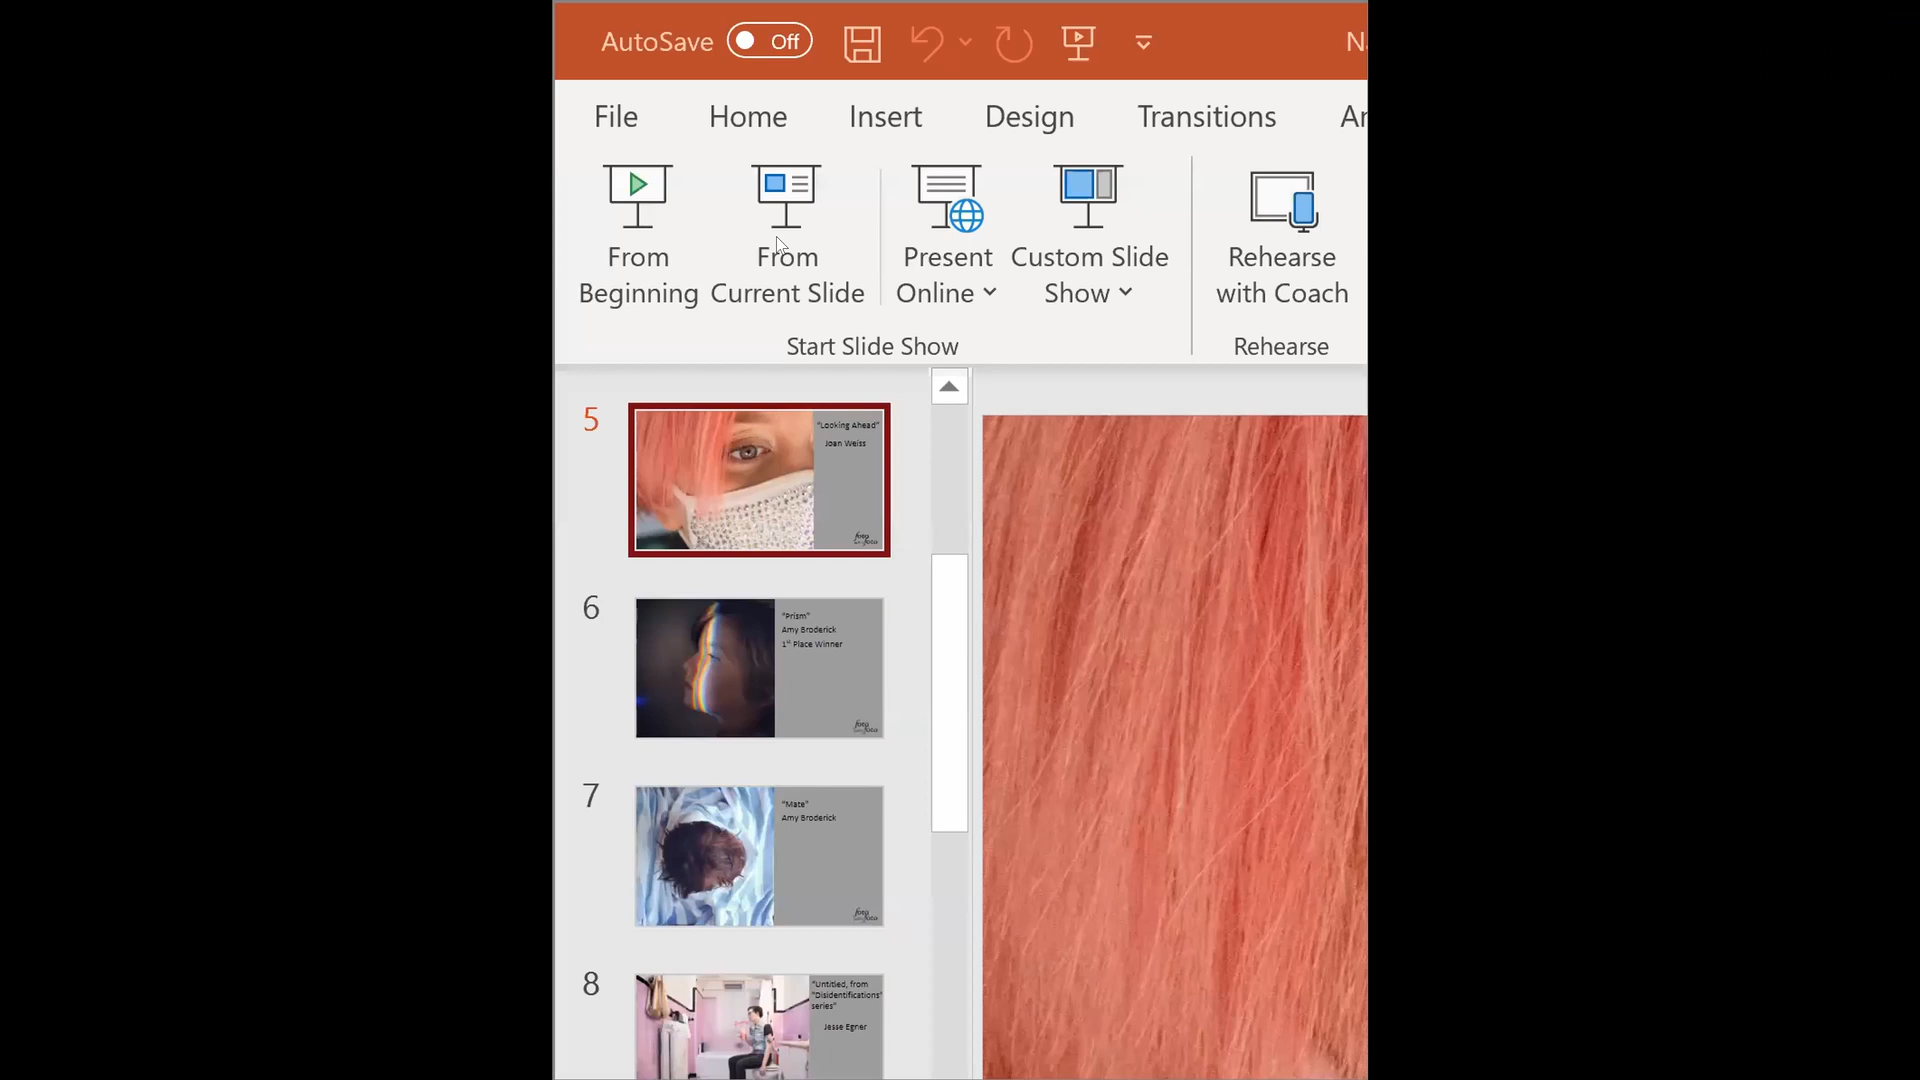 AutoSave Off
File Home Insert Design Transitions
From Beginning
From Current Slide
Present Online
Custom Slide Show
Rehearse with Coach
Start Slide Show
Rehearse
5
"Looking Ahead"
Joan Weiss
6
"Prism"
Amy Broderick
1st Place Winner
7
"Mate"
Amy Broderick
8
"Untitled, from
"Disidentifications"
series"
Jesse Egner